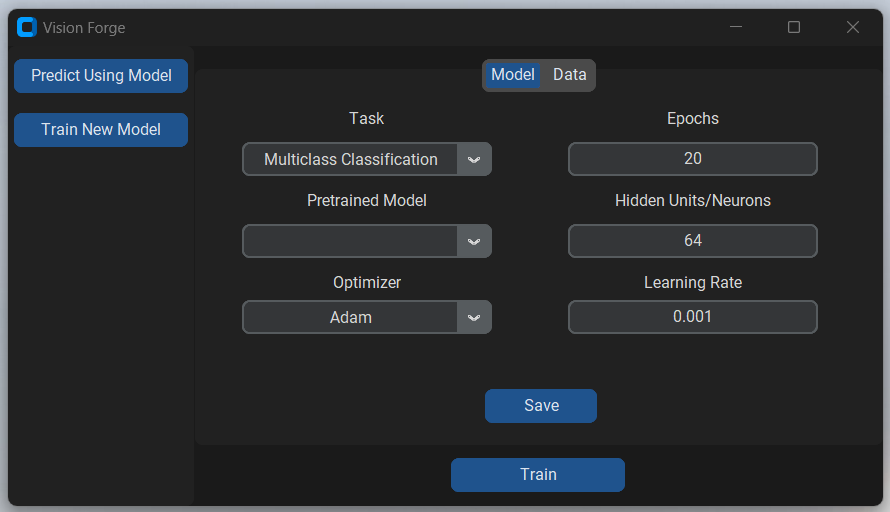 Vision Forge
Predict Using Model
Train New Model
Model Data
Task
Multiclass Classification
Pretrained Model
Optimizer
Adam
Epochs
20
Hidden Units/Neurons
64
Learning Rate
0.001
Save
Train